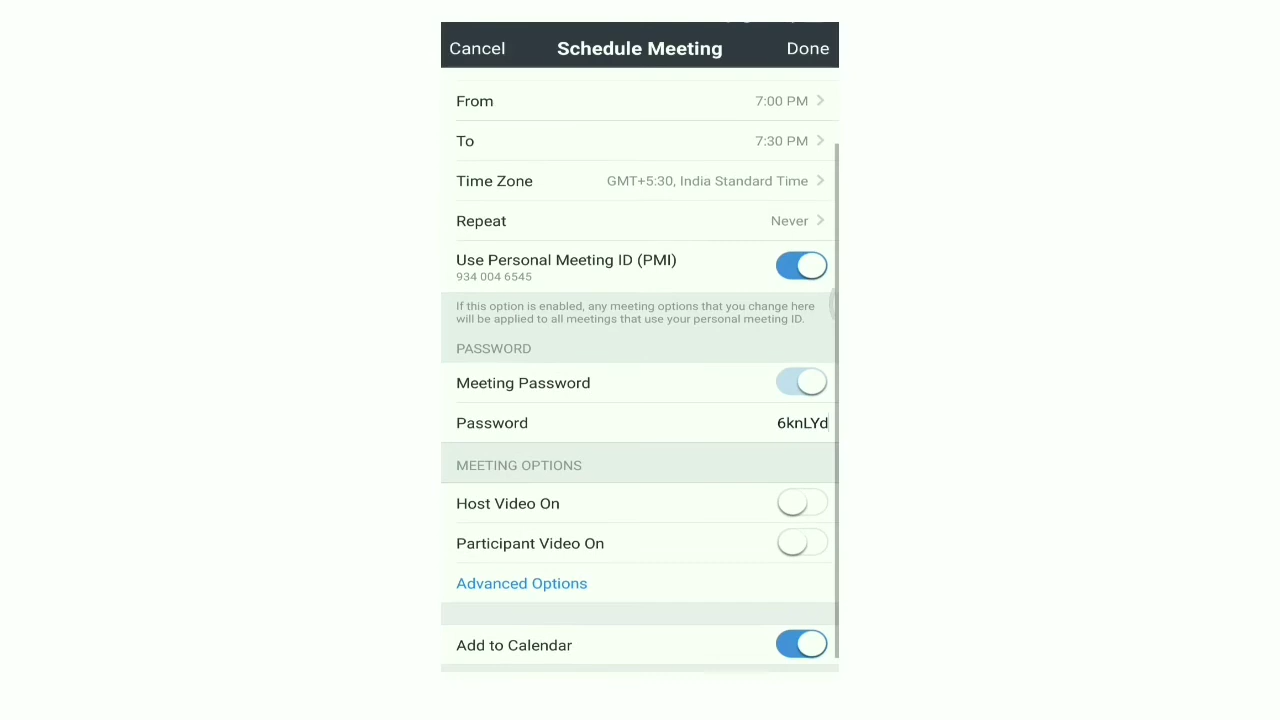 Cancel Schedule Meeting Done
From 7:00 PM
To 7:30 PM
Time Zone GMT+5:30, India Standard Time
Repeat Never
Use Personal Meeting ID (PMI)
934 004 6545
If this option is enabled, any meeting options that you change here
will be applied to all meetings that use your personal meeting ID.
PASSWORD
Meeting Password
Password 6knLYd
MEETING OPTIONS
Host Video On
Participant Video On
Advanced Options
Add to Calendar